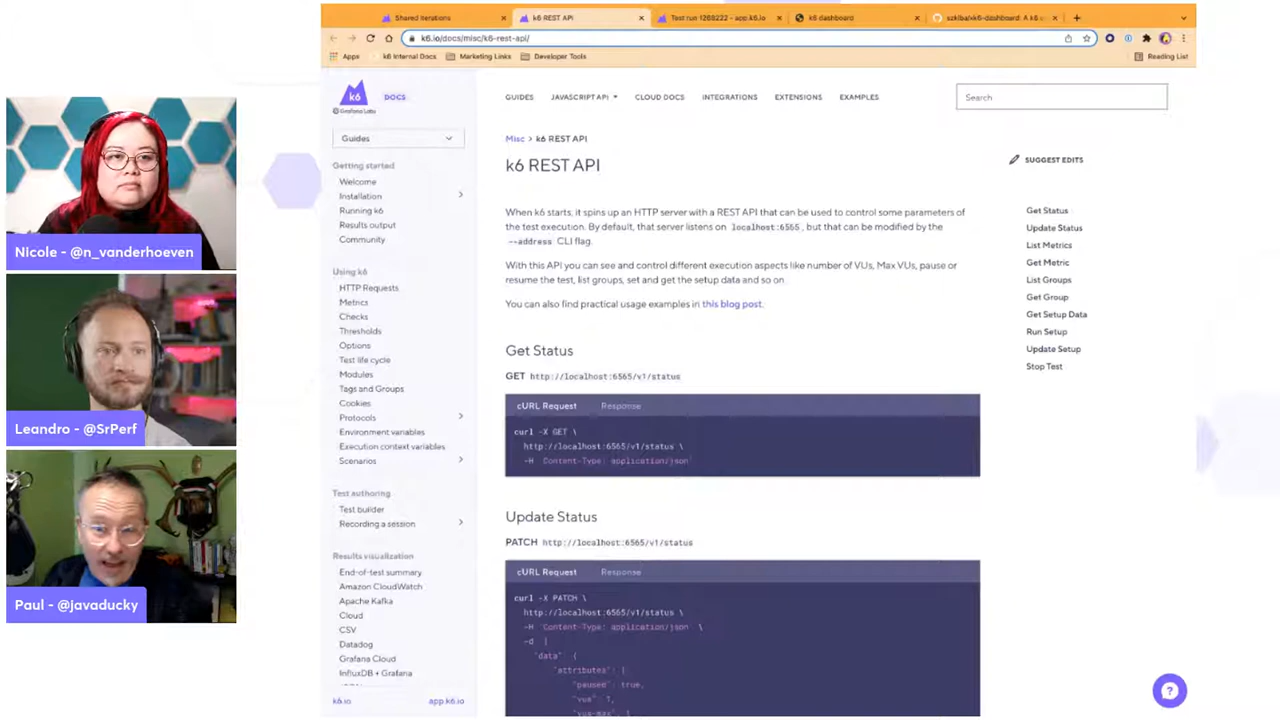 Shared Iterations
k6 REST API
Test run 1269222 - app.k6.io
k6 dashboard
szkiba/xk6-dashboard: A k6
k6.io/docs/misc/k6-rest-api/
Apps
k6 Internal Docs
Marketing Links
Developer Tools
Reading List
k6
Grafana Labs
DOCS
GUIDES
JAVASCRIPT API
CLOUD DOCS
INTEGRATIONS
EXTENSIONS
EXAMPLES
Search
Guides
Getting started
Welcome
Installation
Running k6
Results output
Community
Using k6
HTTP Requests
Metrics
Checks
Thresholds
Options
Test life cycle
Modules
Tags and Groups
Cookies
Protocols
Environment variables
Execution context variables
Scenarios
Test authoring
Test builder
Recording a session
Results visualization
End-of-test summary
Amazon CloudWatch
Apache Kafka
Cloud
CSV
Datadog
Grafana Cloud
InfluxDB + Grafana
k6.io
app.k6.io
Misc > k6 REST API
k6 REST API
When k6 starts, it spins up an HTTP server with a REST API that can be used to control some parameters of
the test execution. By default, that server listens on localhost:6565, but that can be modified by the
--address CLI flag.
With this API you can see and control different execution aspects like number of VUs, Max VUs, pause or
resume the test, list groups, set and get the setup data and so on.
You can also find practical usage examples in this blog post.
Get Status
GET http://localhost:6565/v1/status
cURL Request
Response
curl -X GET \
http://localhost:6565/v1/status \
-H 'Content-Type: application/json'
Update Status
PATCH http://localhost:6565/v1/status
cURL Request
Response
curl -X PATCH \
http://localhost:6565/v1/status \
-H 'Content-Type: application/json' \
-d '{
"data": {
"attributes": {
"paused": true,
"vus": 1,
"vus-max": 1
SUGGEST EDITS
Get Status
Update Status
List Metrics
Get Metric
List Groups
Get Group
Get Setup Data
Run Setup
Update Setup
Stop Test
?
Nicole - @n_vanderhoeven
Leandro - @SrPerf
Paul - @javaducky